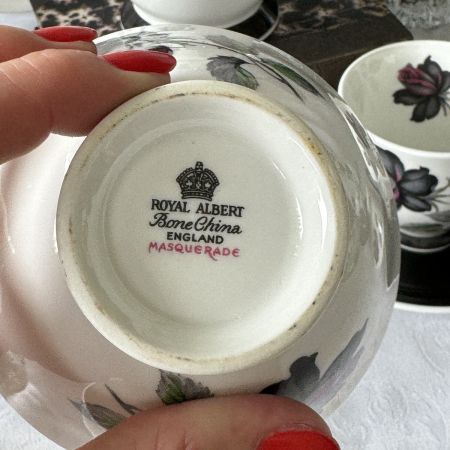 ROYAL ALBERT
Bone China
ENGLAND
MASQUERADE